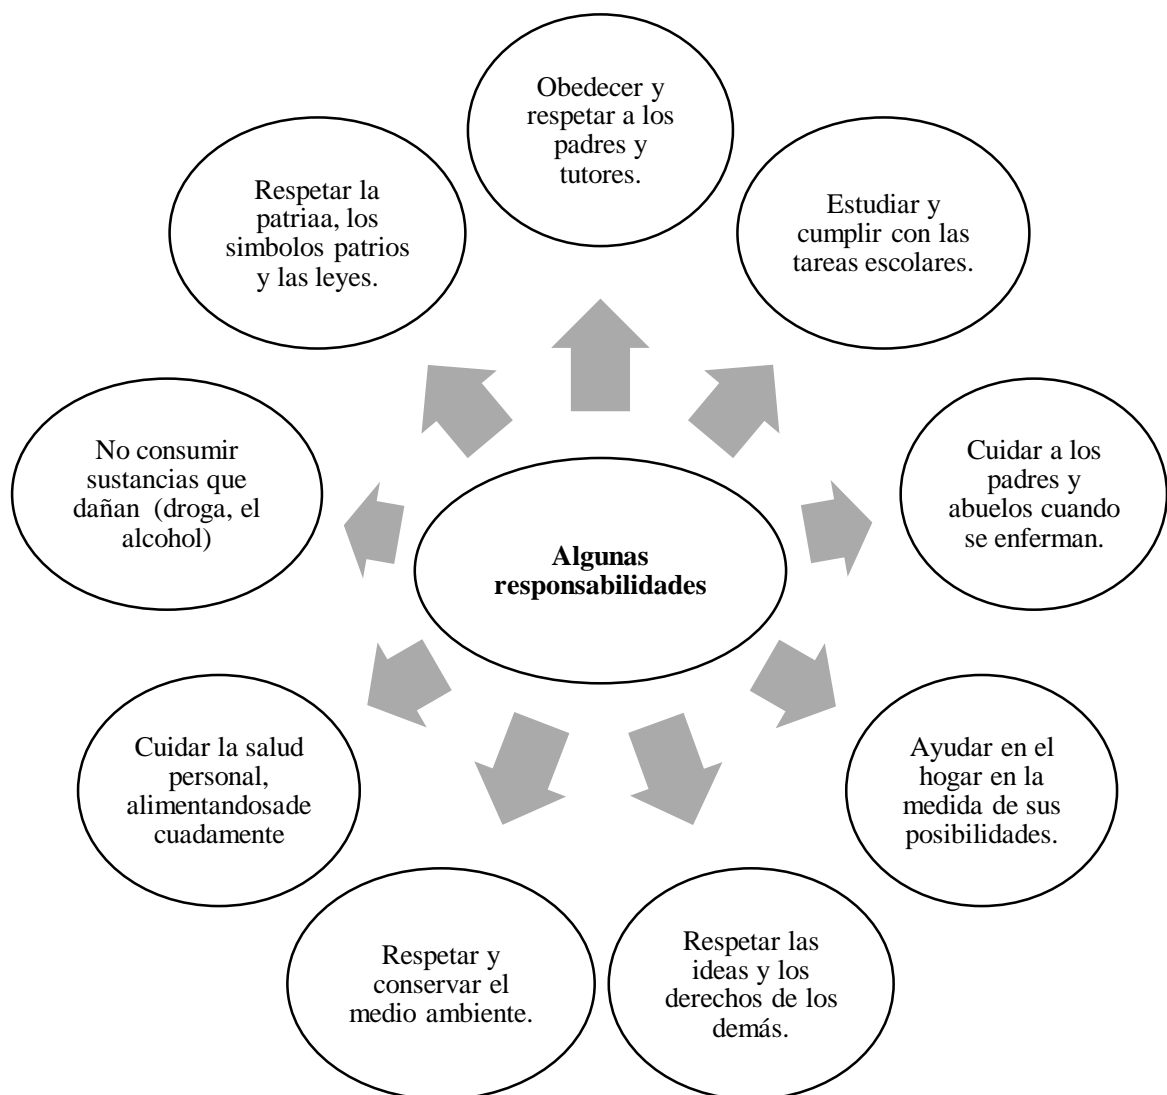 Obedecer y
respetar a los
padres y
tutores.
Estudiar y
cumplir con las
tareas escolares.
Cuidar a los
padres y
abuelos cuando
se enferman.
Ayudar en el
hogar en la
medida de sus
posibilidades.
Respetar las
ideas y los
derechos de los
demás.
Respetar y
conservar el
medio ambiente.
Cuidar la salud
personal,
alimentandosade
cuadamente
No consumir
sustancias que
dañan (droga, el
alcohol)
Respetar la
patriaa, los
simbolos patrios
y las leyes.
Algunas
responsabilidades